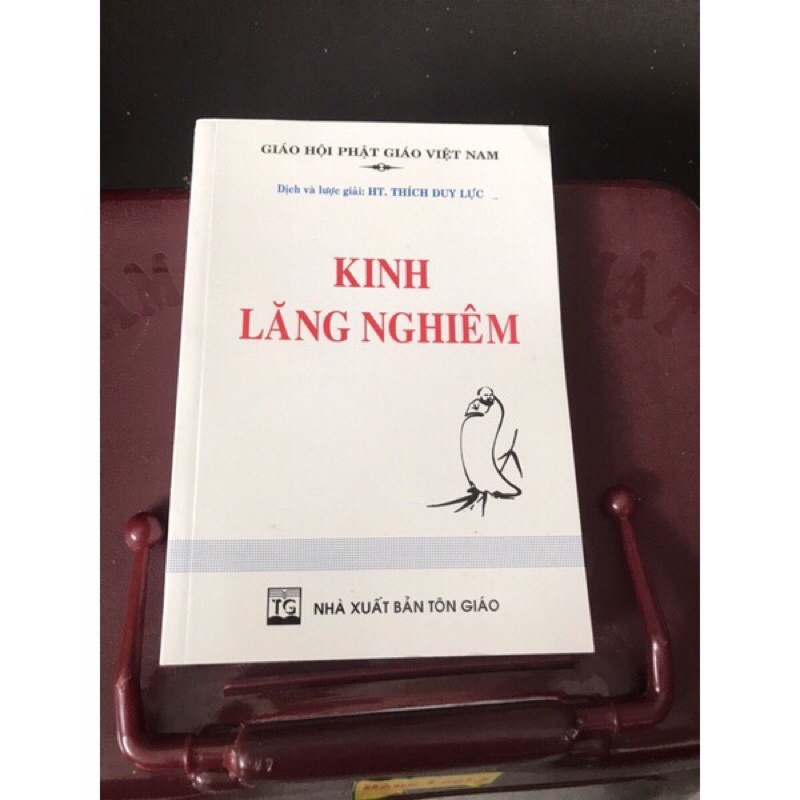 GIÁO HỘI PHẬT GIÁO VIỆT NAM
Dịch và lược giải: HT. THÍCH DUY LỰC
KINH
LĂNG NGHIÊM
TG NHÀ XUẤT BẢN TÔN GIÁO